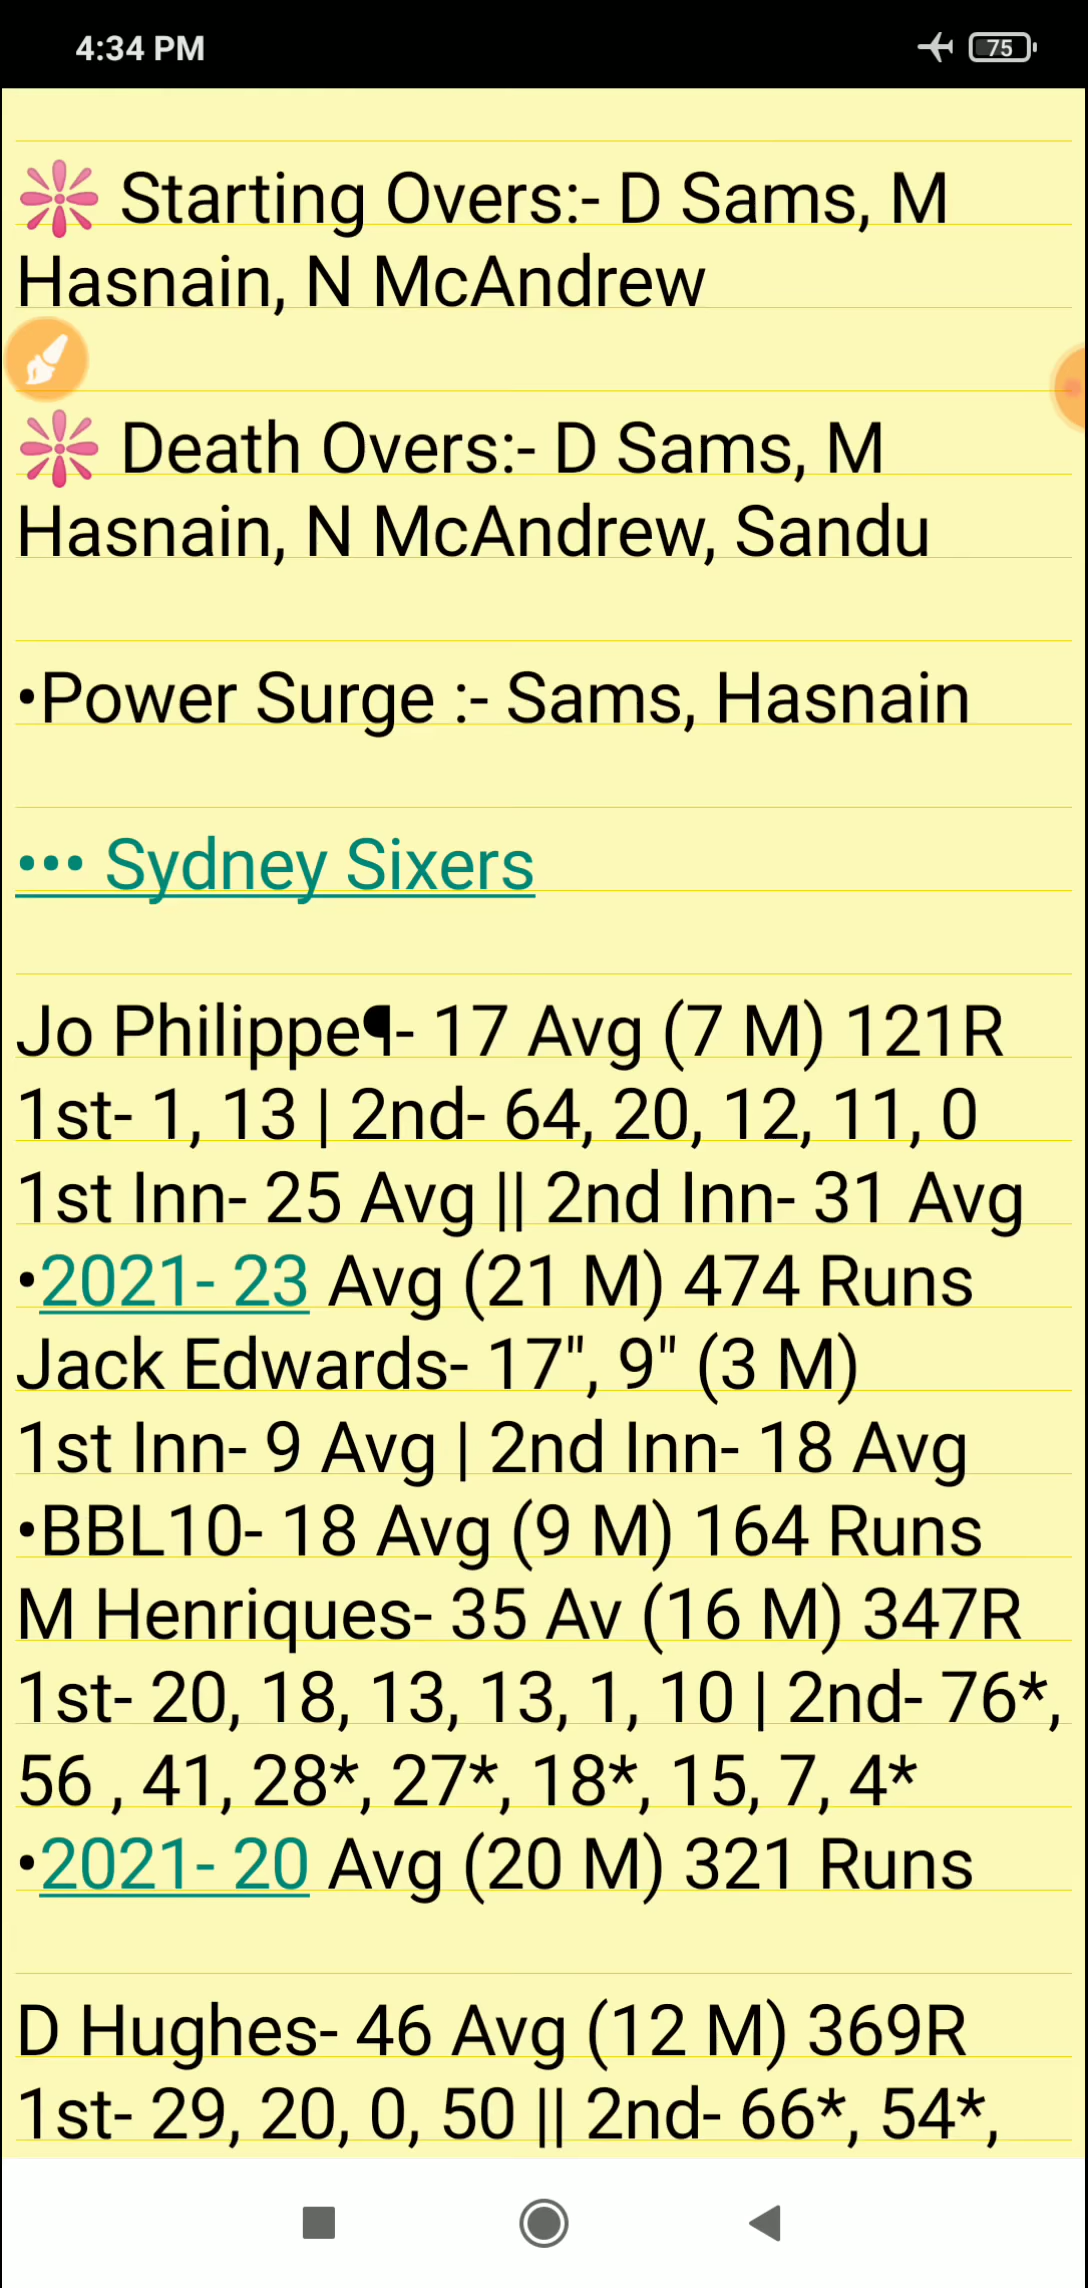 4:34 PM
75
Starting Overs:- D Sams, M
Hasnain, N McAndrew
Death Overs:- D Sams, M
Hasnain, N McAndrew, Sandu
•Power Surge :- Sams, Hasnain
••• Sydney Sixers
Jo Philippe¶- 17 Avg (7 M) 121R
1st- 1, 13 | 2nd- 64, 20, 12, 11, 0
1st Inn- 25 Avg || 2nd Inn- 31 Avg
•2021- 23 Avg (21 M) 474 Runs
Jack Edwards- 17", 9" (3 M)
1st Inn- 9 Avg | 2nd Inn- 18 Avg
•BBL10- 18 Avg (9 M) 164 Runs
M Henriques- 35 Av (16 M) 347R
1st- 20, 18, 13, 13, 1, 10 | 2nd- 76*,
56 , 41, 28*, 27*, 18*, 15, 7, 4*
•2021- 20 Avg (20 M) 321 Runs
D Hughes- 46 Avg (12 M) 369R
1st- 29, 20, 0, 50 || 2nd- 66*, 54*,